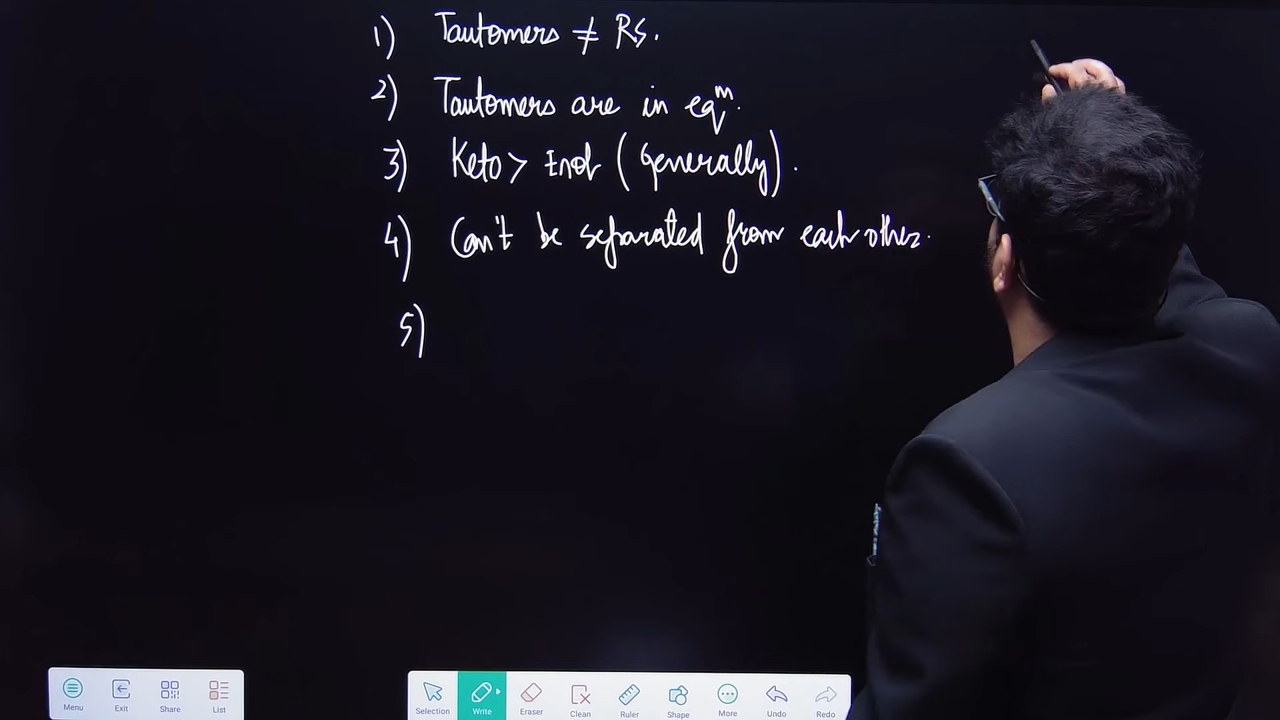 1) Tautomers ≠ RS.
2) Tautomers are in eqᵐ.
3) Keto > Enol (Generally).
4) Can't be separated from each other.
5)
Menu Exit Share List
Selection Write Eraser Clean Ruler Shape More Undo Redo